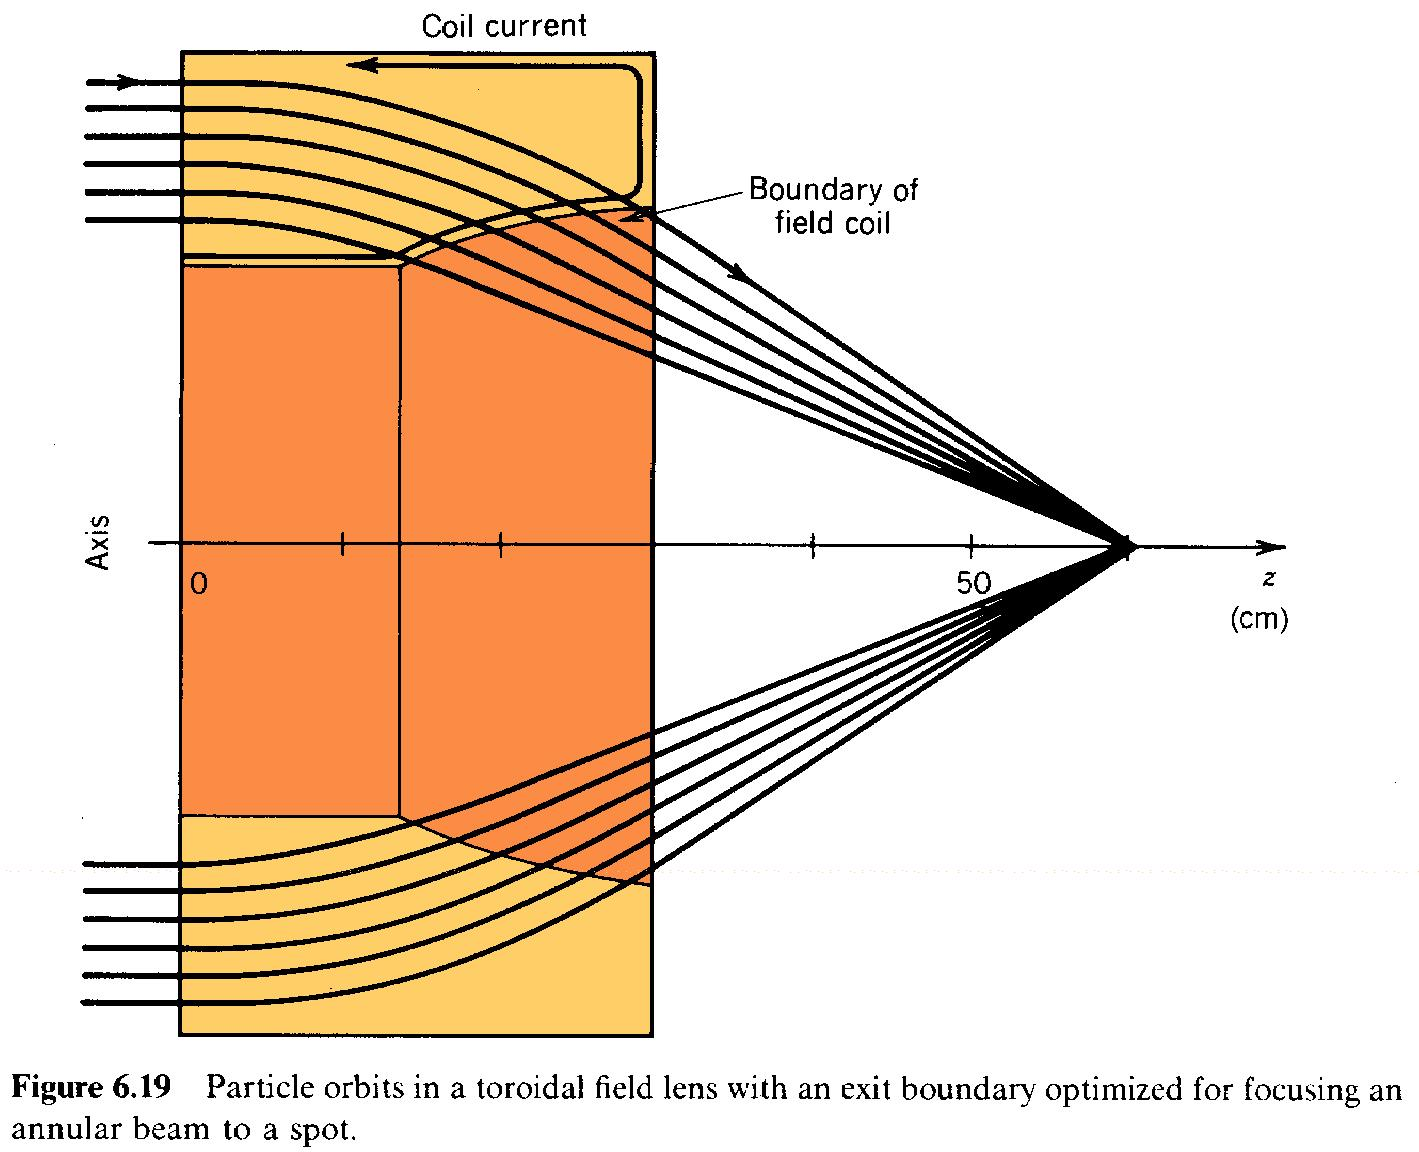 Coil current
Boundary of
field coil
Axis
0
50
z
(cm)
Figure 6.19 Particle orbits in a toroidal field lens with an exit boundary optimized for focusing an
annular beam to a spot.